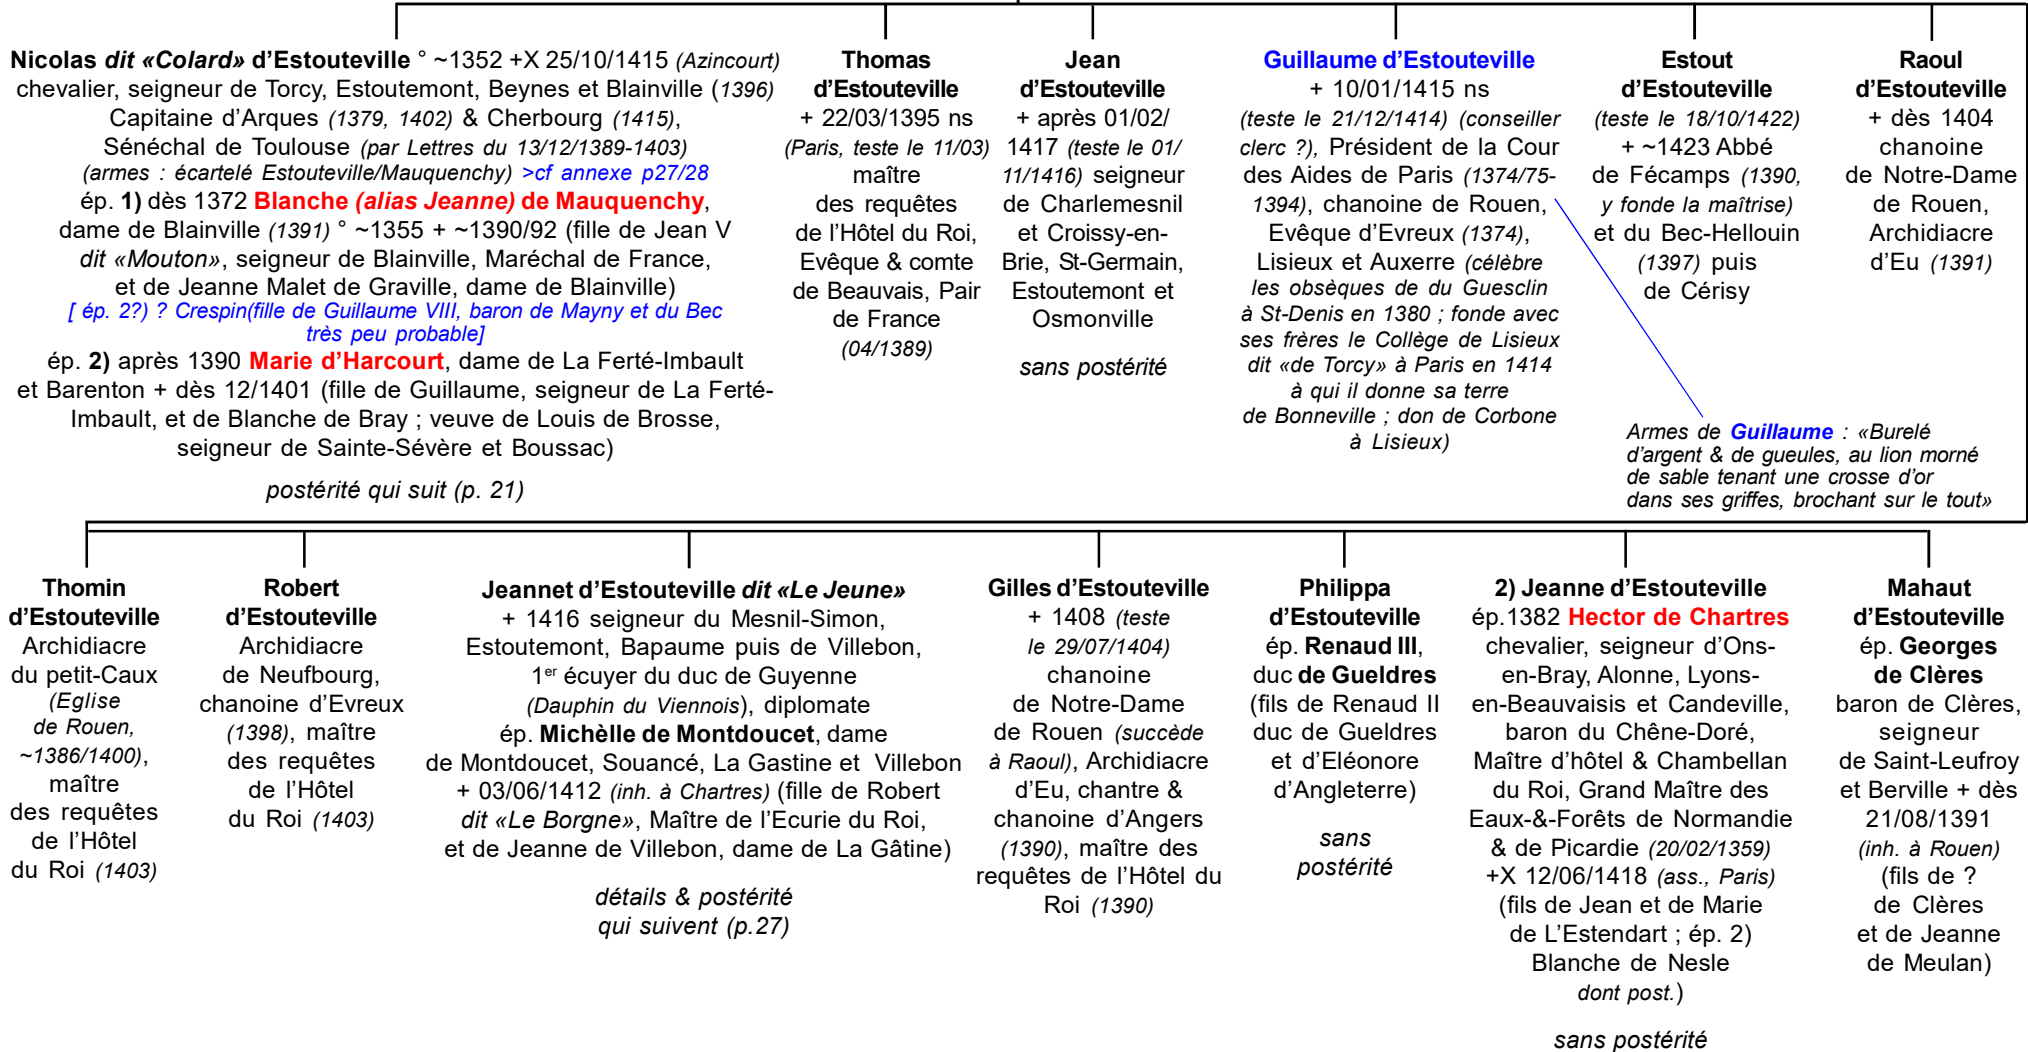 Nicolas dit «Colard» d’Estouteville ° ~1352 +X 25/10/1415 (Azincourt)
chevalier, seigneur de Torcy, Estoutemont, Beynes et Blainville (1396)
Capitaine d’Arques (1379, 1402) & Cherbourg (1415),
Sénéchal de Toulouse (par Lettres du 13/12/1389-1403)
(armes : écartelé Estouteville/Mauquenchy) >cf annexe p27/28
ép. 1) dès 1372 Blanche (alias Jeanne) de Mauquenchy,
dame de Blainville (1391) ° ~1355 + ~1390/92 (fille de Jean V
dit «Mouton», seigneur de Blainville, Maréchal de France,
et de Jeanne Malet de Graville, dame de Blainville)
[ ép. 2?) ? Crespin(fille de Guillaume VIII, baron de Mayny et du Bec
très peu probable]
ép. 2) après 1390 Marie d’Harcourt, dame de La Ferté-Imbault
et Barenton + dès 12/1401 (fille de Guillaume, seigneur de La Ferté-
Imbault, et de Blanche de Bray ; veuve de Louis de Brosse,
seigneur de Sainte-Sévère et Boussac)
postérité qui suit (p. 21)
Thomas
d’Estouteville
+ 22/03/1395 ns
(Paris, teste le 11/03)
maître
des requêtes
de l’Hôtel du Roi,
Evêque & comte
de Beauvais, Pair
de France
(04/1389)
Jean
d’Estouteville
+ après 01/02/
1417 (teste le 01/
11/1416) seigneur
de Charlemesnil
et Croissy-en-
Brie, St-Germain,
Estoutemont et
Osmonville
sans postérité
Guillaume d’Estouteville
+ 10/01/1415 ns
(teste le 21/12/1414) (conseiller
clerc ?), Président de la Cour
des Aides de Paris (1374/75-
1394), chanoine de Rouen,
Evêque d’Evreux (1374),
Lisieux et Auxerre (célèbre
les obsèques de du Guesclin
à St-Denis en 1380 ; fonde avec
ses frères le Collège de Lisieux
dit «de Torcy» à Paris en 1414
à qui il donne sa terre
de Bonneville ; don de Corbone
à Lisieux)
Estout
d’Estouteville
(teste le 18/10/1422)
+ ~1423 Abbé
de Fécamps (1390,
y fonde la maîtrise)
et du Bec-Hellouin
(1397) puis
de Cérisy
Raoul
d’Estouteville
+ dès 1404
chanoine
de Notre-Dame
de Rouen,
Archidiacre
d’Eu (1391)
Armes de Guillaume : «Burelé
d’argent & de gueules, au lion morné
de sable tenant une crosse d’or
dans ses griffes, brochant sur le tout»
Thomin
d’Estouteville
Archidiacre
du petit-Caux
(Eglise
de Rouen,
~1386/1400),
maître
des requêtes
de l’Hôtel
du Roi (1403)
Robert
d’Estouteville
Archidiacre
de Neufbourg,
chanoine d’Evreux
(1398), maître
des requêtes
de l’Hôtel
du Roi (1403)
Jeannet d’Estouteville dit «Le Jeune»
+ 1416 seigneur du Mesnil-Simon,
Estoutemont, Bapaume puis de Villebon,
1er écuyer du duc de Guyenne
(Dauphin du Viennois), diplomate
ép. Michèlle de Montdoucet, dame
de Montdoucet, Souancé, La Gastine et Villebon
+ 03/06/1412 (inh. à Chartres) (fille de Robert
dit «Le Borgne», Maître de l’Ecurie du Roi,
et de Jeanne de Villebon, dame de La Gâtine)
détails & postérité
qui suivent (p.27)
Gilles d’Estouteville
+ 1408 (teste
le 29/07/1404)
chanoine
de Notre-Dame
de Rouen (succède
à Raoul), Archidiacre
d’Eu, chantre &
chanoine d’Angers
(1390), maître des
requêtes de l’Hôtel du
Roi (1390)
Philippa
d’Estouteville
ép. Renaud III,
duc de Gueldres
(fils de Renaud II
duc de Gueldres
et d’Eléonore
d’Angleterre)
sans
postérité
2) Jeanne d’Estouteville
ép.1382 Hector de Chartres
chevalier, seigneur d’Ons-
en-Bray, Alonne, Lyons-
en-Beauvaisis et Candeville,
baron du Chêne-Doré,
Maître d’hôtel & Chambellan
du Roi, Grand Maître des
Eaux-&-Forêts de Normandie
& de Picardie (20/02/1359)
+X 12/06/1418 (ass., Paris)
(fils de Jean et de Marie
de L’Estendart ; ép. 2)
Blanche de Nesle
dont post.)
sans postérité
Mahaut
d’Estouteville
ép. Georges
de Clères
baron de Clères,
seigneur
de Saint-Leufroy
et Berville + dès
21/08/1391
(inh. à Rouen)
(fils de ?
de Clères
et de Jeanne
de Meulan)